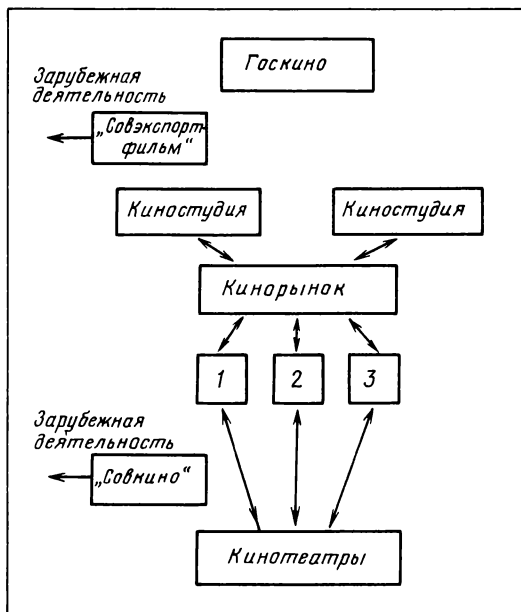 Госкино
Зарубежная
деятельность
„Совэкспорт-
фильм“
Киностудия
Киностудия
Кинорынок
1
2
3
Зарубежная
деятельность
„Совкино“
Кинотеатры